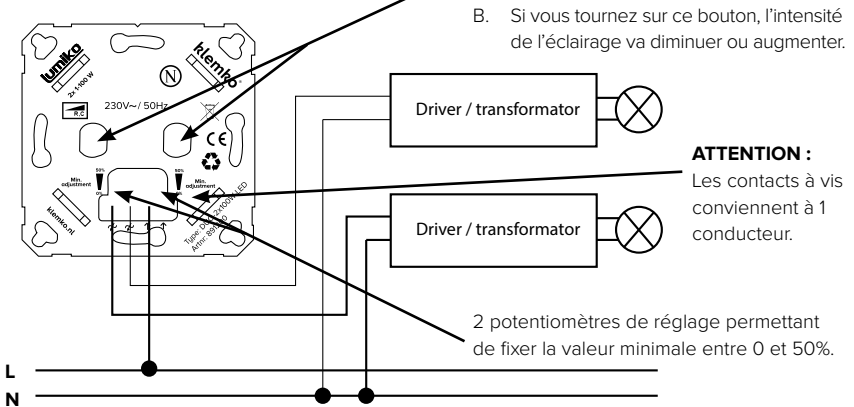 B. Si vous tournez sur ce bouton, l'intensité
de l'éclairage va diminuer ou augmenter.
lumiko
2x 1-100 W
klemko®
N
R,C
230V~/ 50Hz
CE
Driver / transformator
ATTENTION :
Les contacts à vis
conviennent à 1
conducteur.
50%
Min.
adjustment
0%
50%
Min.
adjustment
klemko.nl
Driver / transformator
2 potentiomètres de réglage permettant
de fixer la valeur minimale entre 0 et 50%.
L
N